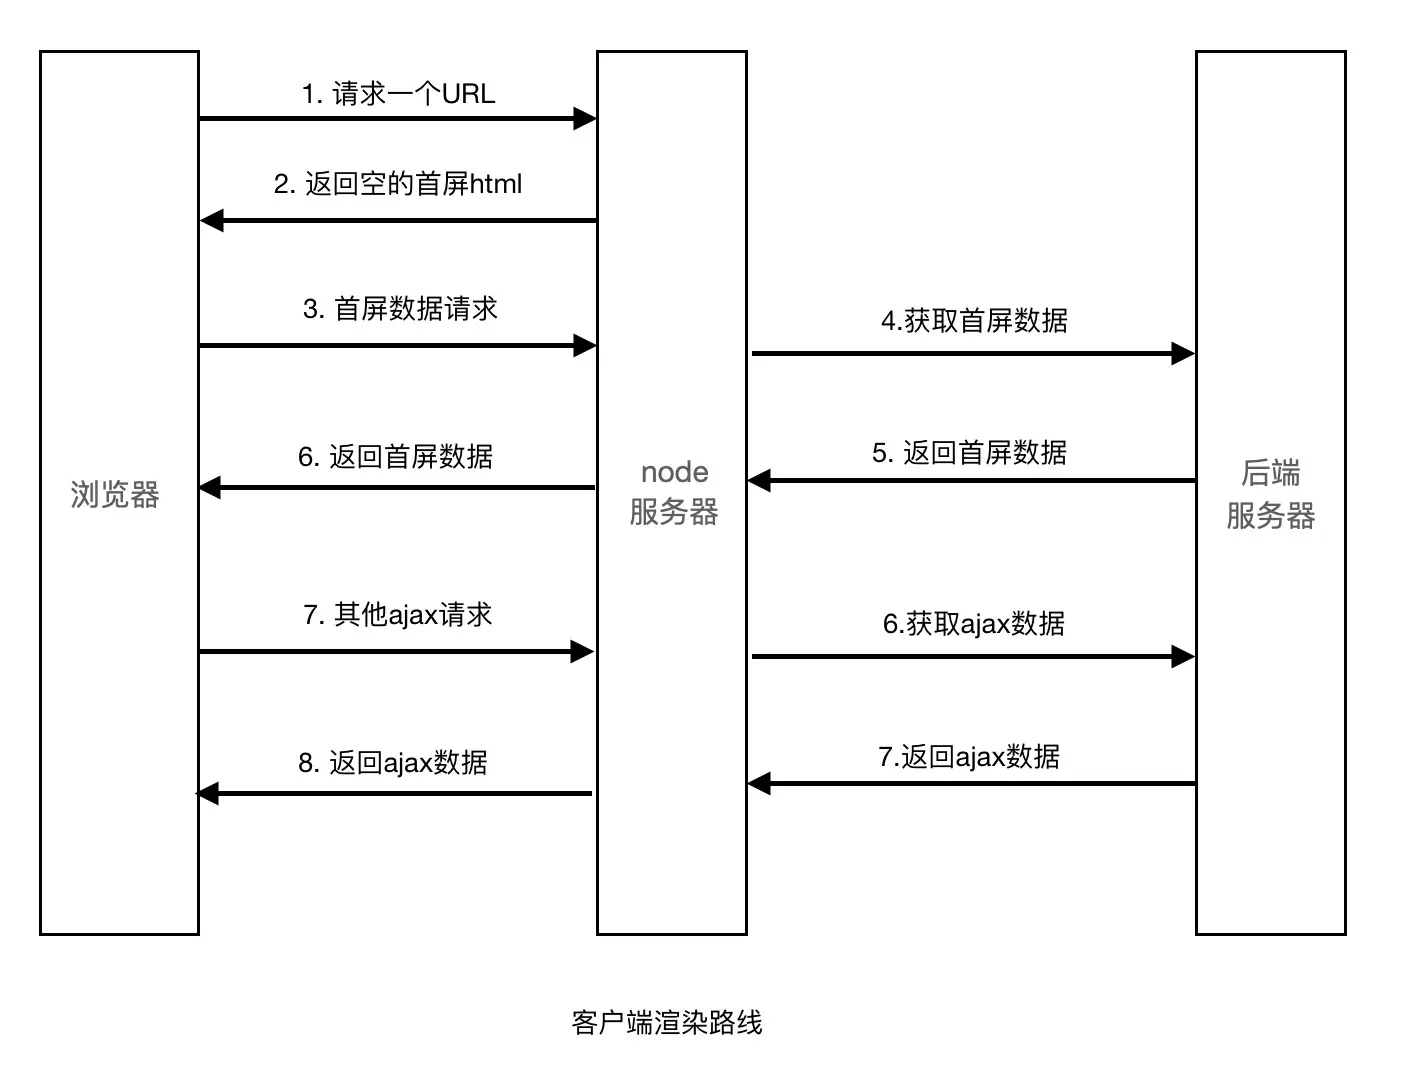 1. 请求一个URL
2. 返回空的首屏html
3. 首屏数据请求
4.获取首屏数据
5. 返回首屏数据
6. 返回首屏数据
浏览器
node
服务器
后端
服务器
7. 其他ajax请求
6.获取ajax数据
7.返回ajax数据
8. 返回ajax数据
客户端渲染路线